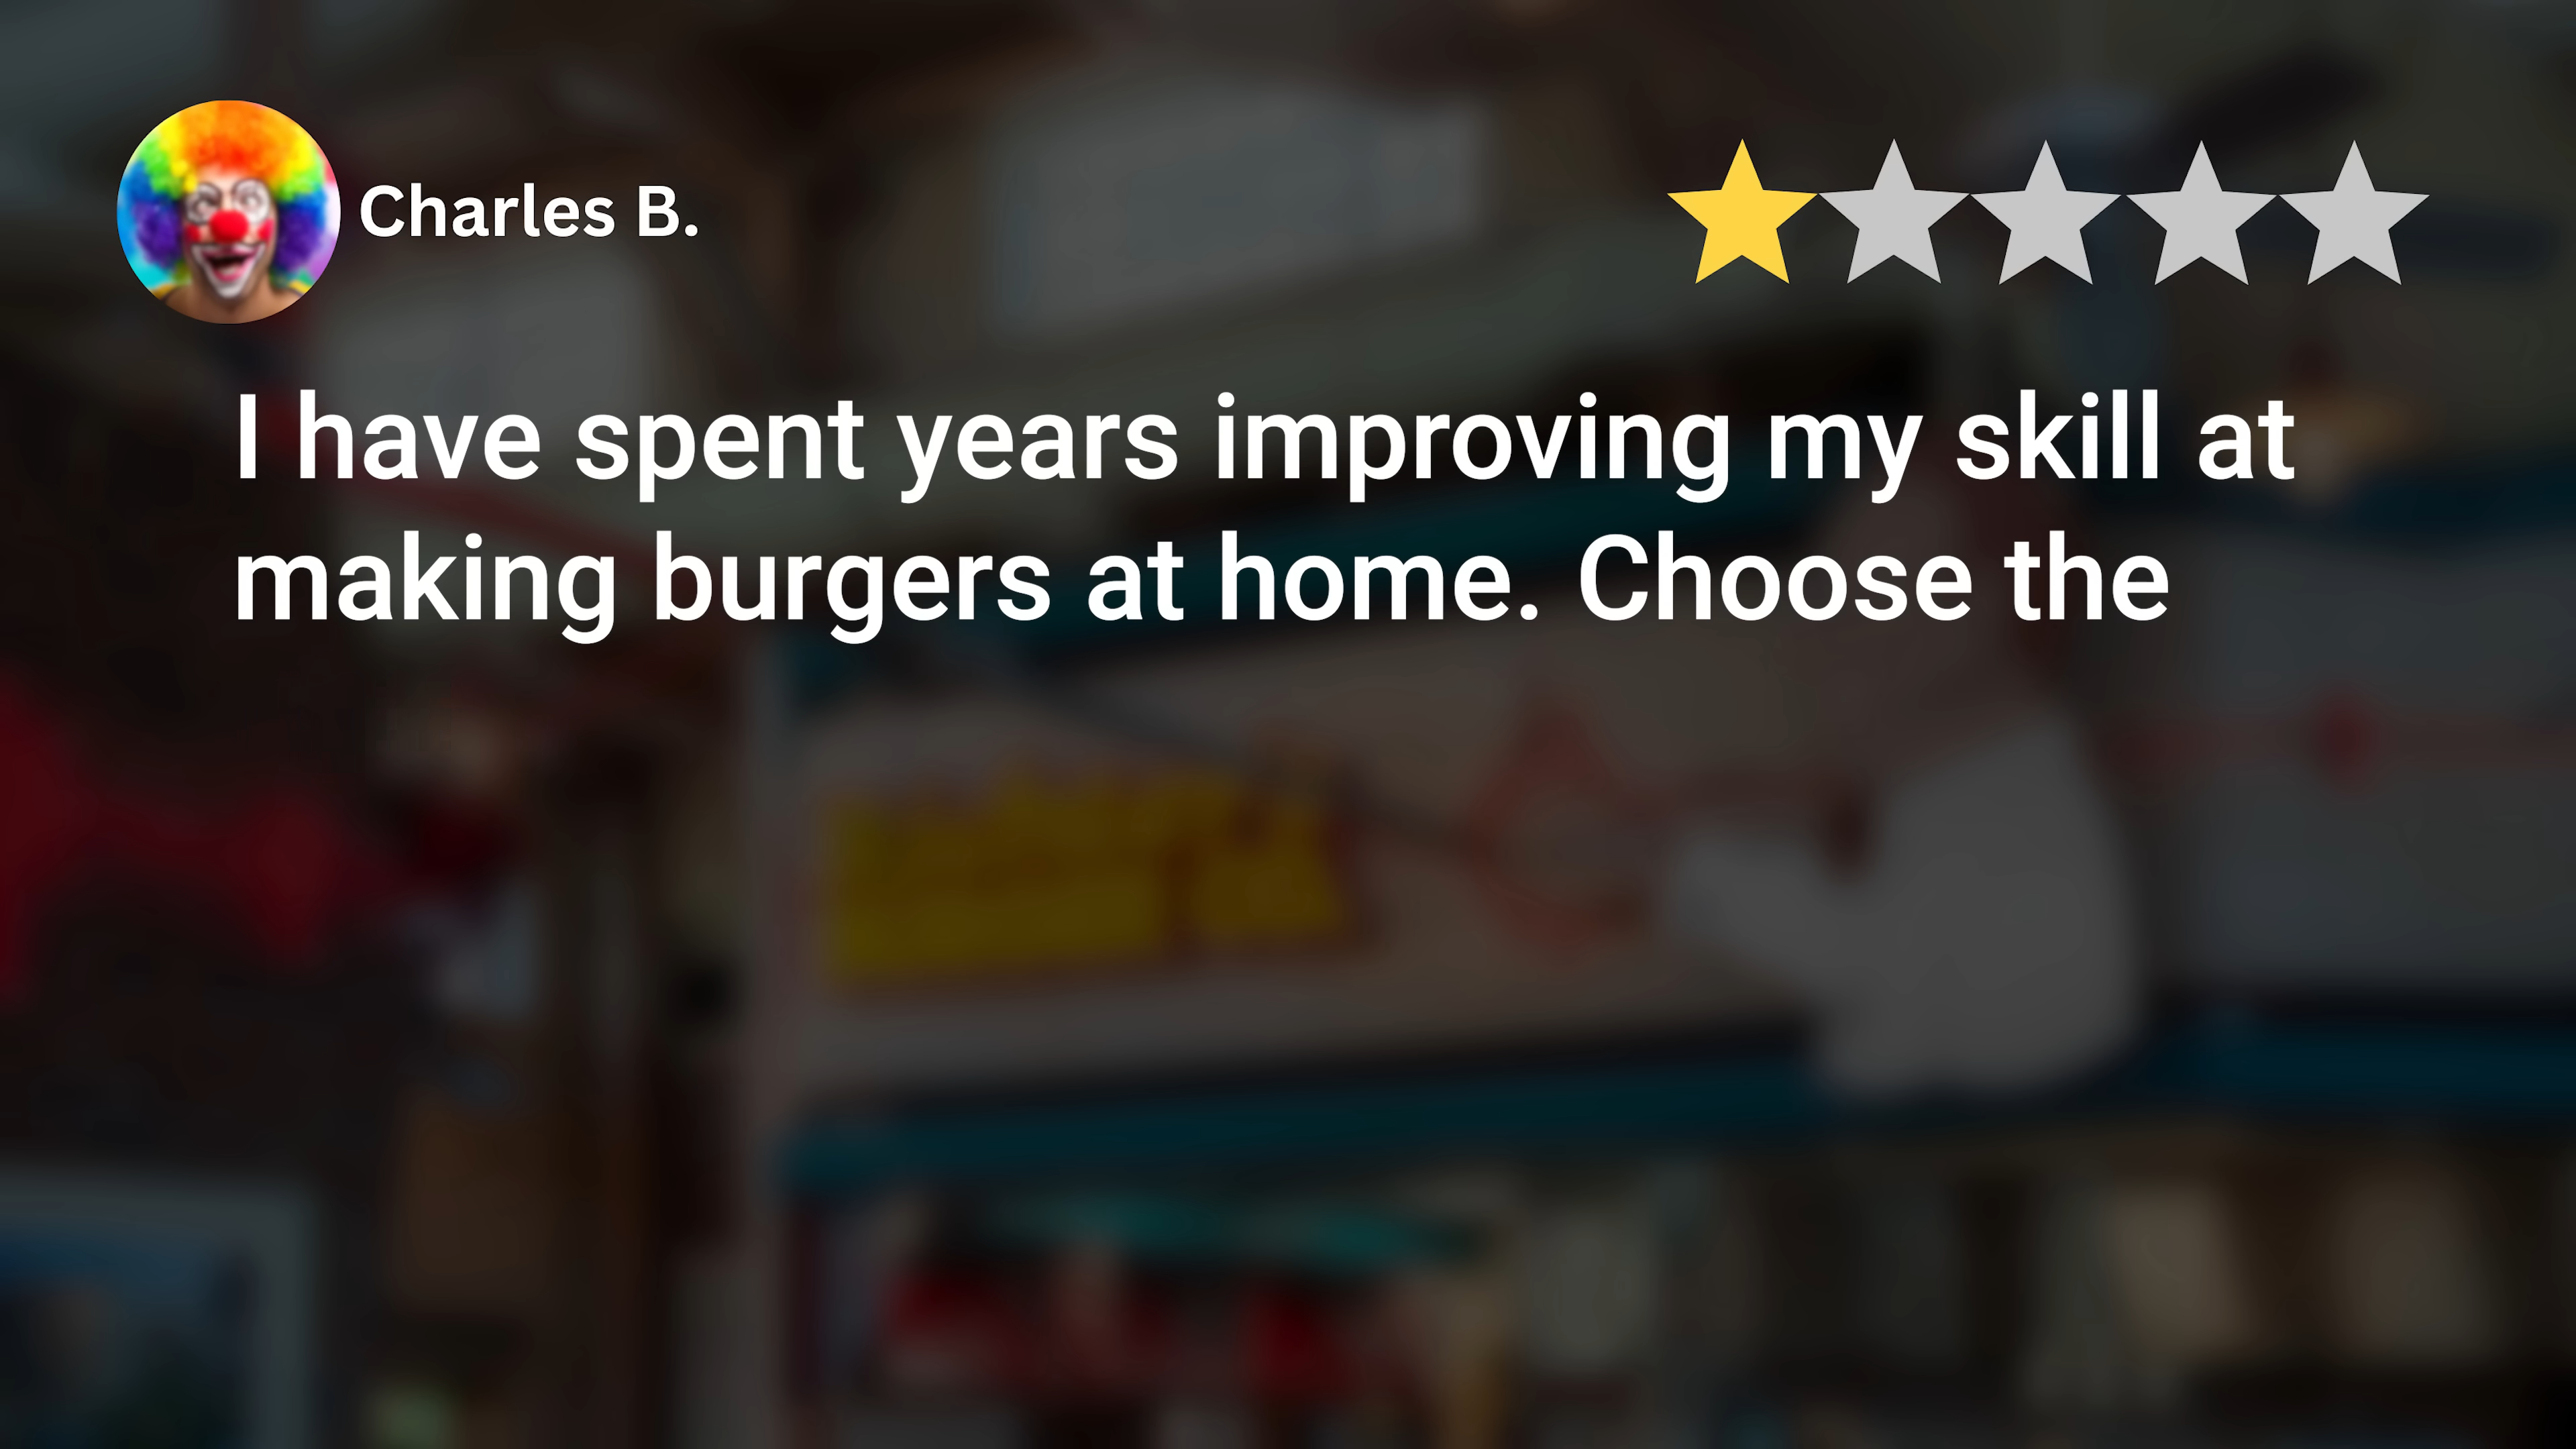 Charles B.
I have spent years improving my skill at
making burgers at home. Choose the